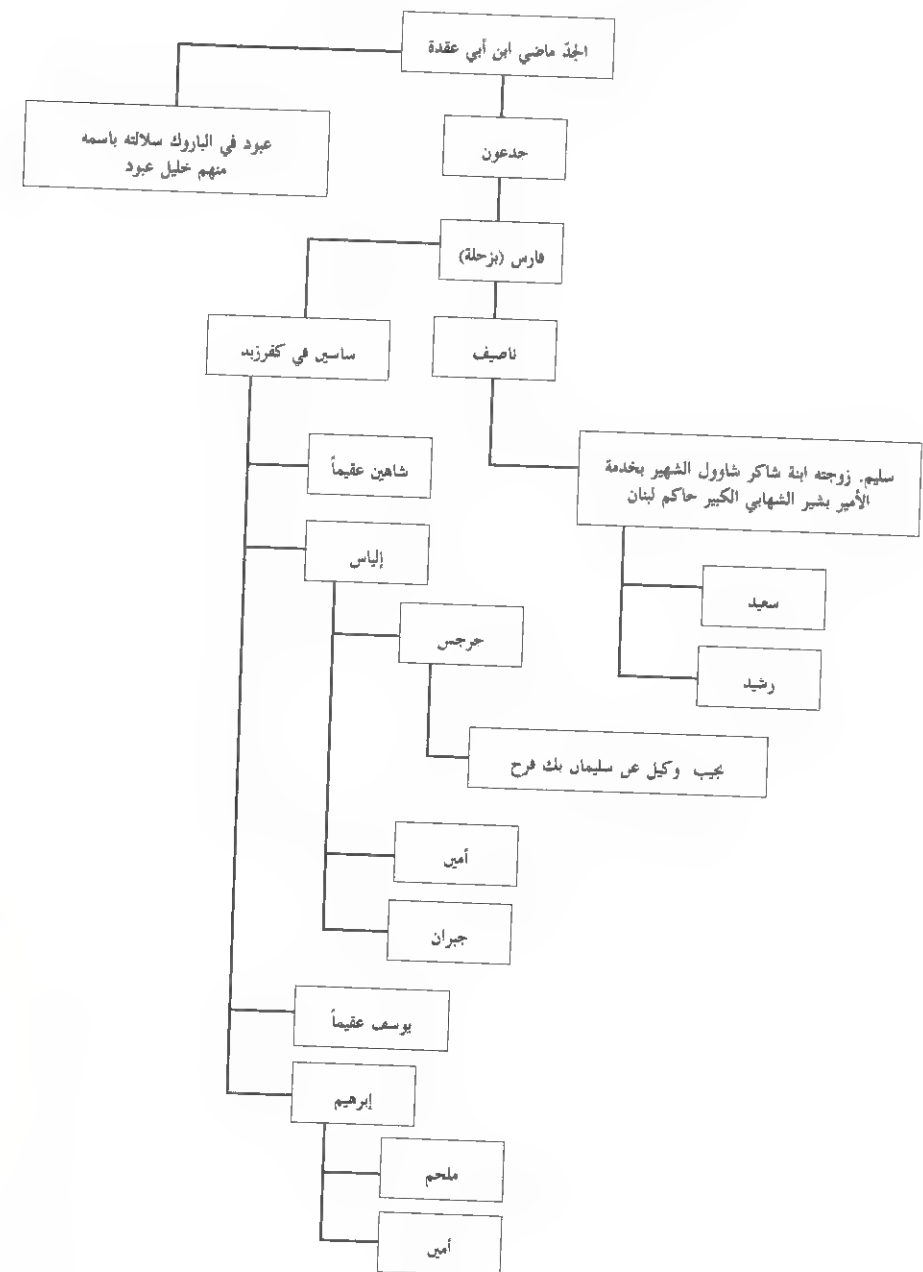 الجدّ ماضي ابن أبي عقدة
عبود في الباروك سلالته باسمه
منهم خليل عبود
جدعون
فارس (بزحلة)
ساسين في كفرزبد
ناصيف
شاهين عقيماً
سليم. زوجته ابنة شاكر شاوول الشهير بخدمة
الأمير بشير الشهابي الكبير حاكم لبنان
إلياس
سعيد
جرجس
رشيد
نجيب وكيل عن سليمان بك فرح
أمين
جبران
يوسف عقيماً
إبرهيم
ملحم
أمين